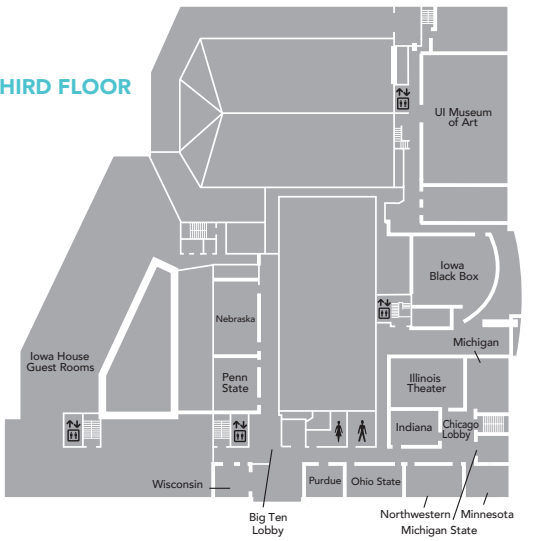 HIRD FLOOR
UI Museum
of Art
Iowa
Black Box
Nebraska
Michigan
Iowa House
Guest Rooms
Penn
State
Illinois
Theater
Indiana
Chicago
Lobby
Wisconsin
Purdue
Ohio State
Big Ten
Lobby
Northwestern
Minnesota
Michigan State